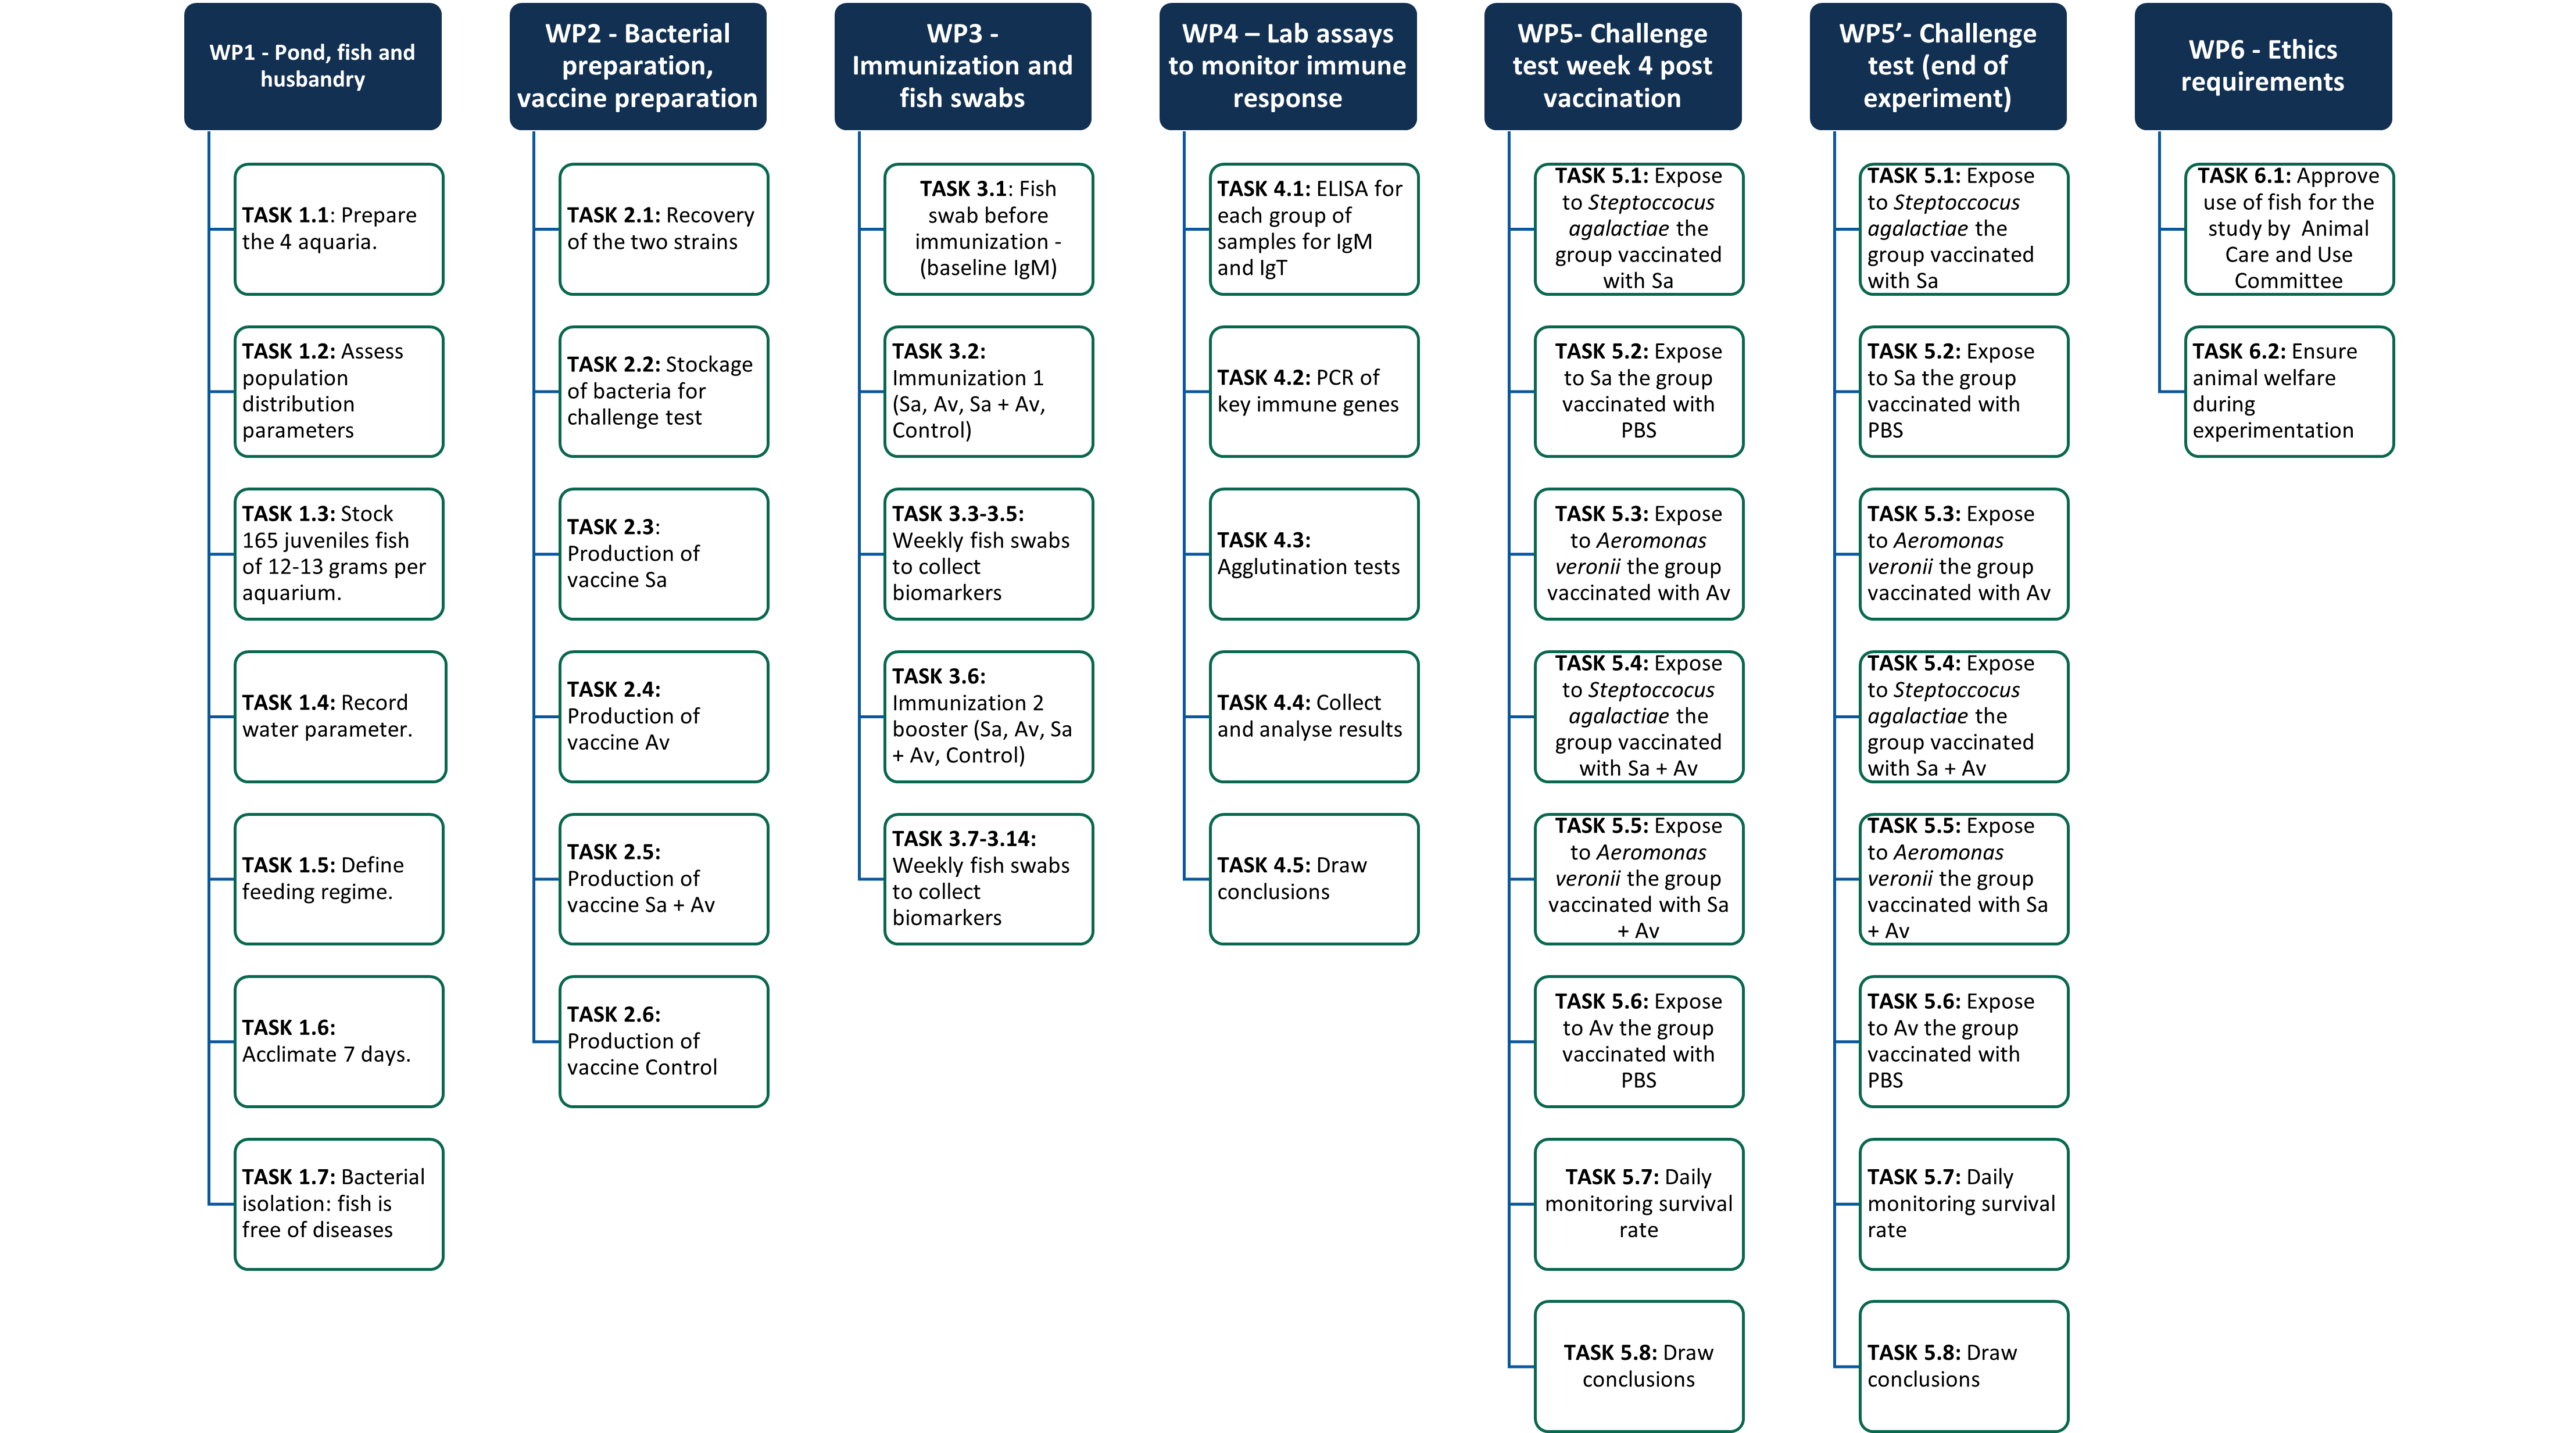 WP1 - Pond, fish and
husbandry
TASK 1.1: Prepare
the 4 aquaria.
TASK 1.2: Assess
population
distribution
parameters
TASK 1.3: Stock
165 juveniles fish
of 12-13 grams per
aquarium.
TASK 1.4: Record
water parameter.
TASK 1.5: Define
feeding regime.
TASK 1.6:
Acclimate 7 days.
TASK 1.7: Bacterial
isolation: fish is
free of diseases
WP2 - Bacterial
preparation,
vaccine preparation
TASK 2.1: Recovery
of the two strains
TASK 2.2: Stockage
of bacteria for
challenge test
TASK 2.3:
Production of
vaccine Sa
TASK 2.4:
Production of
vaccine Av
TASK 2.5:
Production of
vaccine Sa + Av
TASK 2.6:
Production of
vaccine Control
WP3 -
Immunization and
fish swabs
TASK 3.1: Fish
swab before
immunization -
(baseline IgM)
TASK 3.2:
Immunization 1
(Sa, Av, Sa + Av,
Control)
TASK 3.3-3.5:
Weekly fish swabs
to collect
biomarkers
TASK 3.6:
Immunization 2
booster (Sa, Av, Sa
+ Av, Control)
TASK 3.7-3.14:
Weekly fish swabs
to collect
biomarkers
WP4 – Lab assays
to monitor immune
response
TASK 4.1: ELISA for
each group of
samples for IgM
and IgT
TASK 4.2: PCR of
key immune genes
TASK 4.3:
Agglutination tests
TASK 4.4: Collect
and analyse results
TASK 4.5: Draw
conclusions
WP5- Challenge
test week 4 post
vaccination
TASK 5.1: Expose
to Steptoccocus
agalactiae the
group vaccinated
with Sa
TASK 5.2: Expose
to Sa the group
vaccinated with
PBS
TASK 5.3: Expose
to Aeromonas
veronii the group
vaccinated with Av
TASK 5.4: Expose
to Steptoccocus
agalactiae the
group vaccinated
with Sa + Av
TASK 5.5: Expose
to Aeromonas
veronii the group
vaccinated with Sa
+ Av
TASK 5.6: Expose
to Av the group
vaccinated with
PBS
TASK 5.7: Daily
monitoring survival
rate
TASK 5.8: Draw
conclusions
WP5’- Challenge
test (end of
experiment)
TASK 5.1: Expose
to Steptoccocus
agalactiae the
group vaccinated
with Sa
TASK 5.2: Expose
to Sa the group
vaccinated with
PBS
TASK 5.3: Expose
to Aeromonas
veronii the group
vaccinated with Av
TASK 5.4: Expose
to Steptoccocus
agalactiae the
group vaccinated
with Sa + Av
TASK 5.5: Expose
to Aeromonas
veronii the group
vaccinated with Sa
+ Av
TASK 5.6: Expose
to Av the group
vaccinated with
PBS
TASK 5.7: Daily
monitoring survival
rate
TASK 5.8: Draw
conclusions
WP6 - Ethics
requirements
TASK 6.1: Approve
use of fish for the
study by Animal
Care and Use
Committee
TASK 6.2: Ensure
animal welfare
during
experimentation